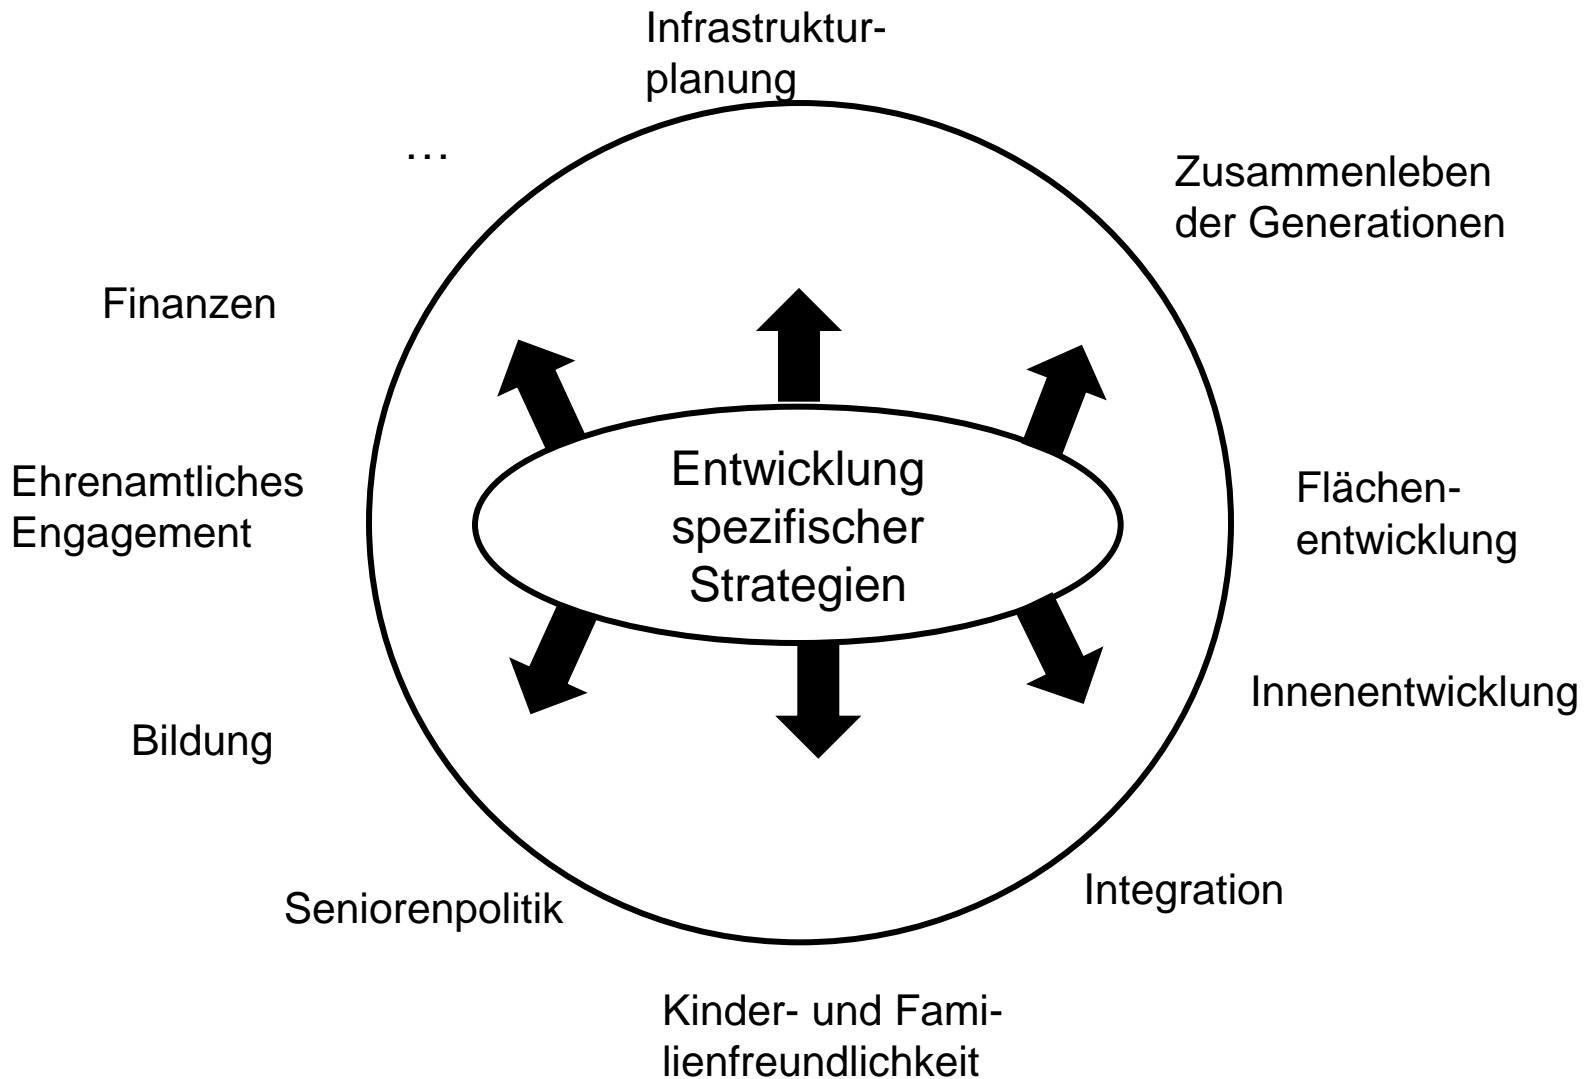 Infrastruktur-
planung
…
Zusammenleben
der Generationen
Finanzen
Entwicklung
spezifischer
Strategien
Ehrenamtliches
Engagement
Flächen-
entwicklung
Innenentwicklung
Bildung
Integration
Seniorenpolitik
Kinder- und Fami-
lienfreundlichkeit